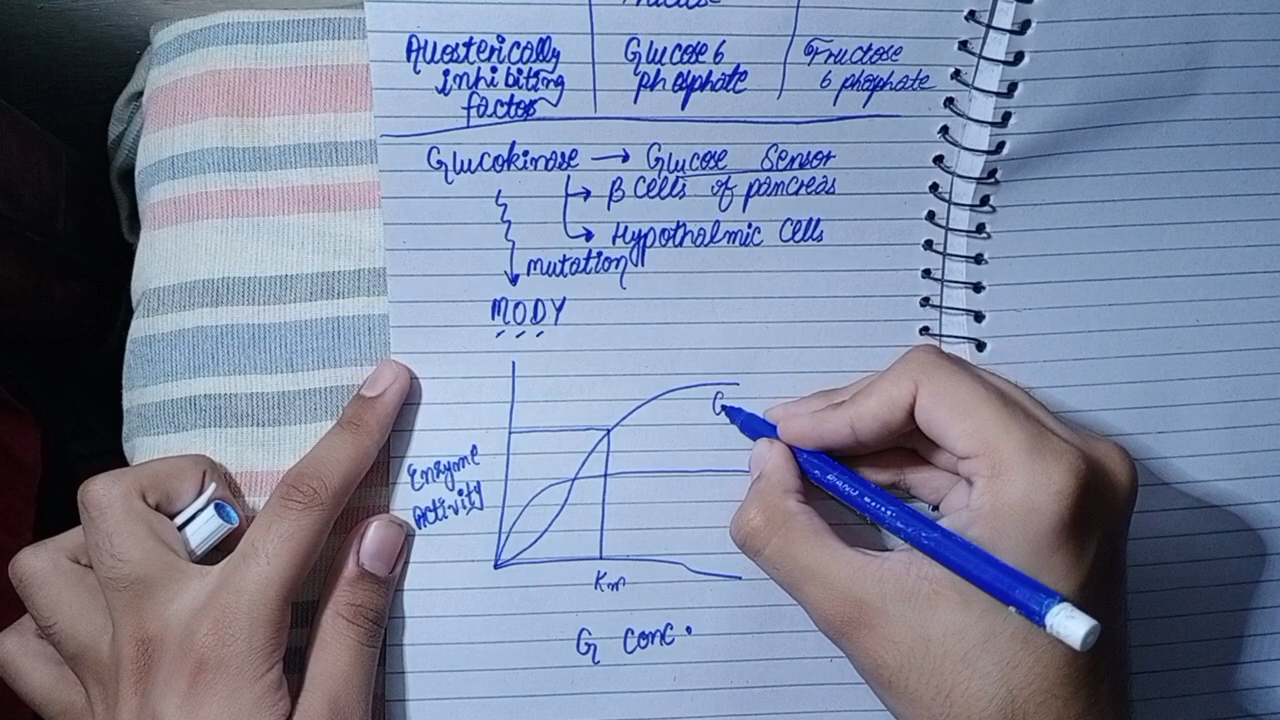 Allosterically
inhibiting
factor
Glucose 6
phosphate
Fructose
6 phosphate
Glucokinase → Glucose Sensor
→ β Cells of pancreas
→ Hypothalmic Cells
mutation
MODY
Enzyme
Activity
G
Km
G conc.